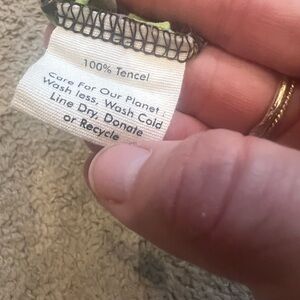 100% Tencel
Care For Our Planet :
Wash less, Wash Cold
Line Dry, Donate
or Recycle